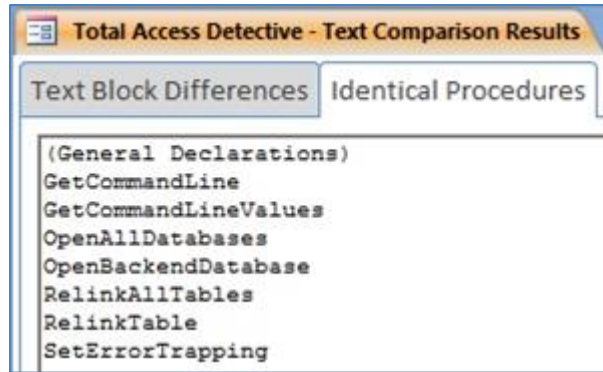 Total Access Detective - Text Comparison Results
Text Block Differences Identical Procedures
(General Declarations)
GetCommandLine
GetCommandLineValues
OpenAllDatabases
OpenBackendDatabase
RelinkAllTables
RelinkTable
SetErrorTrapping